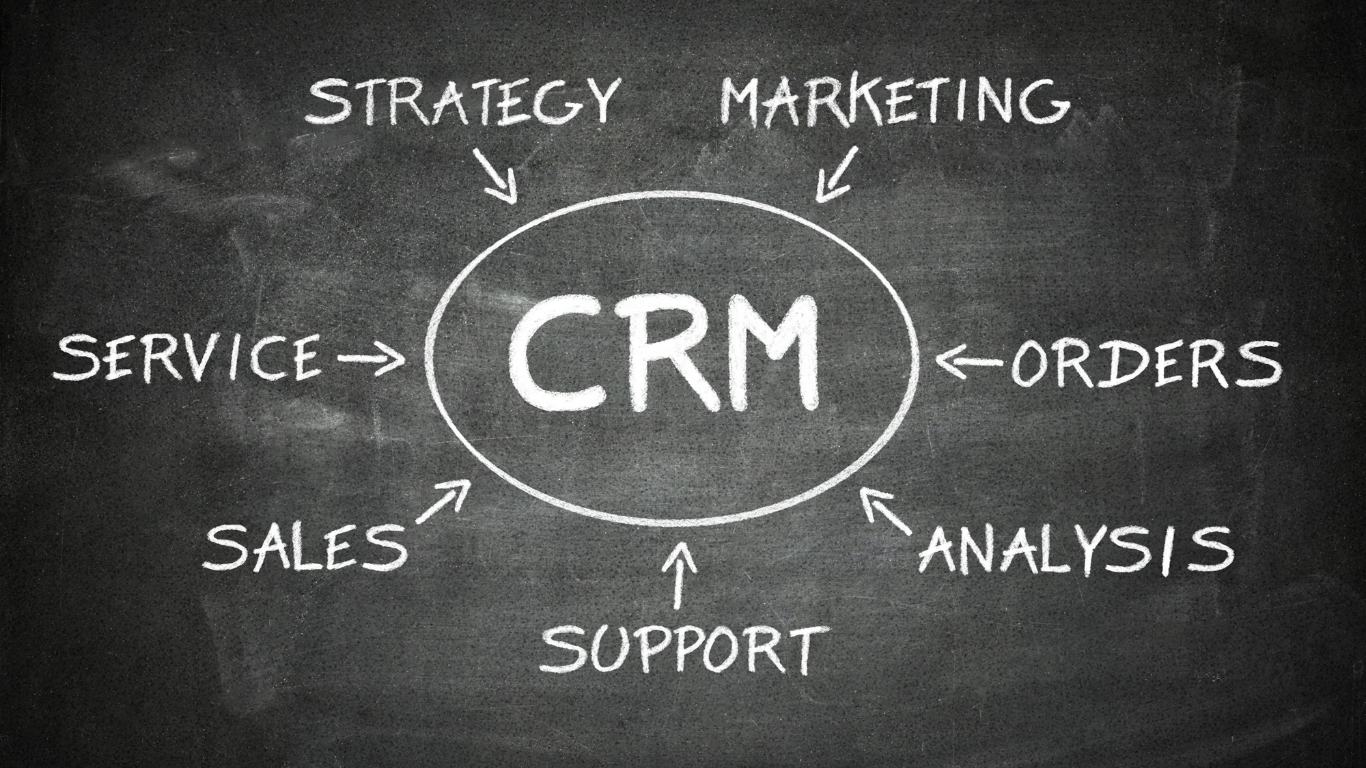 STRATEGY
MARKETING
SERVICE
CRM
ORDERS
SALES
ANALYSIS
SUPPORT